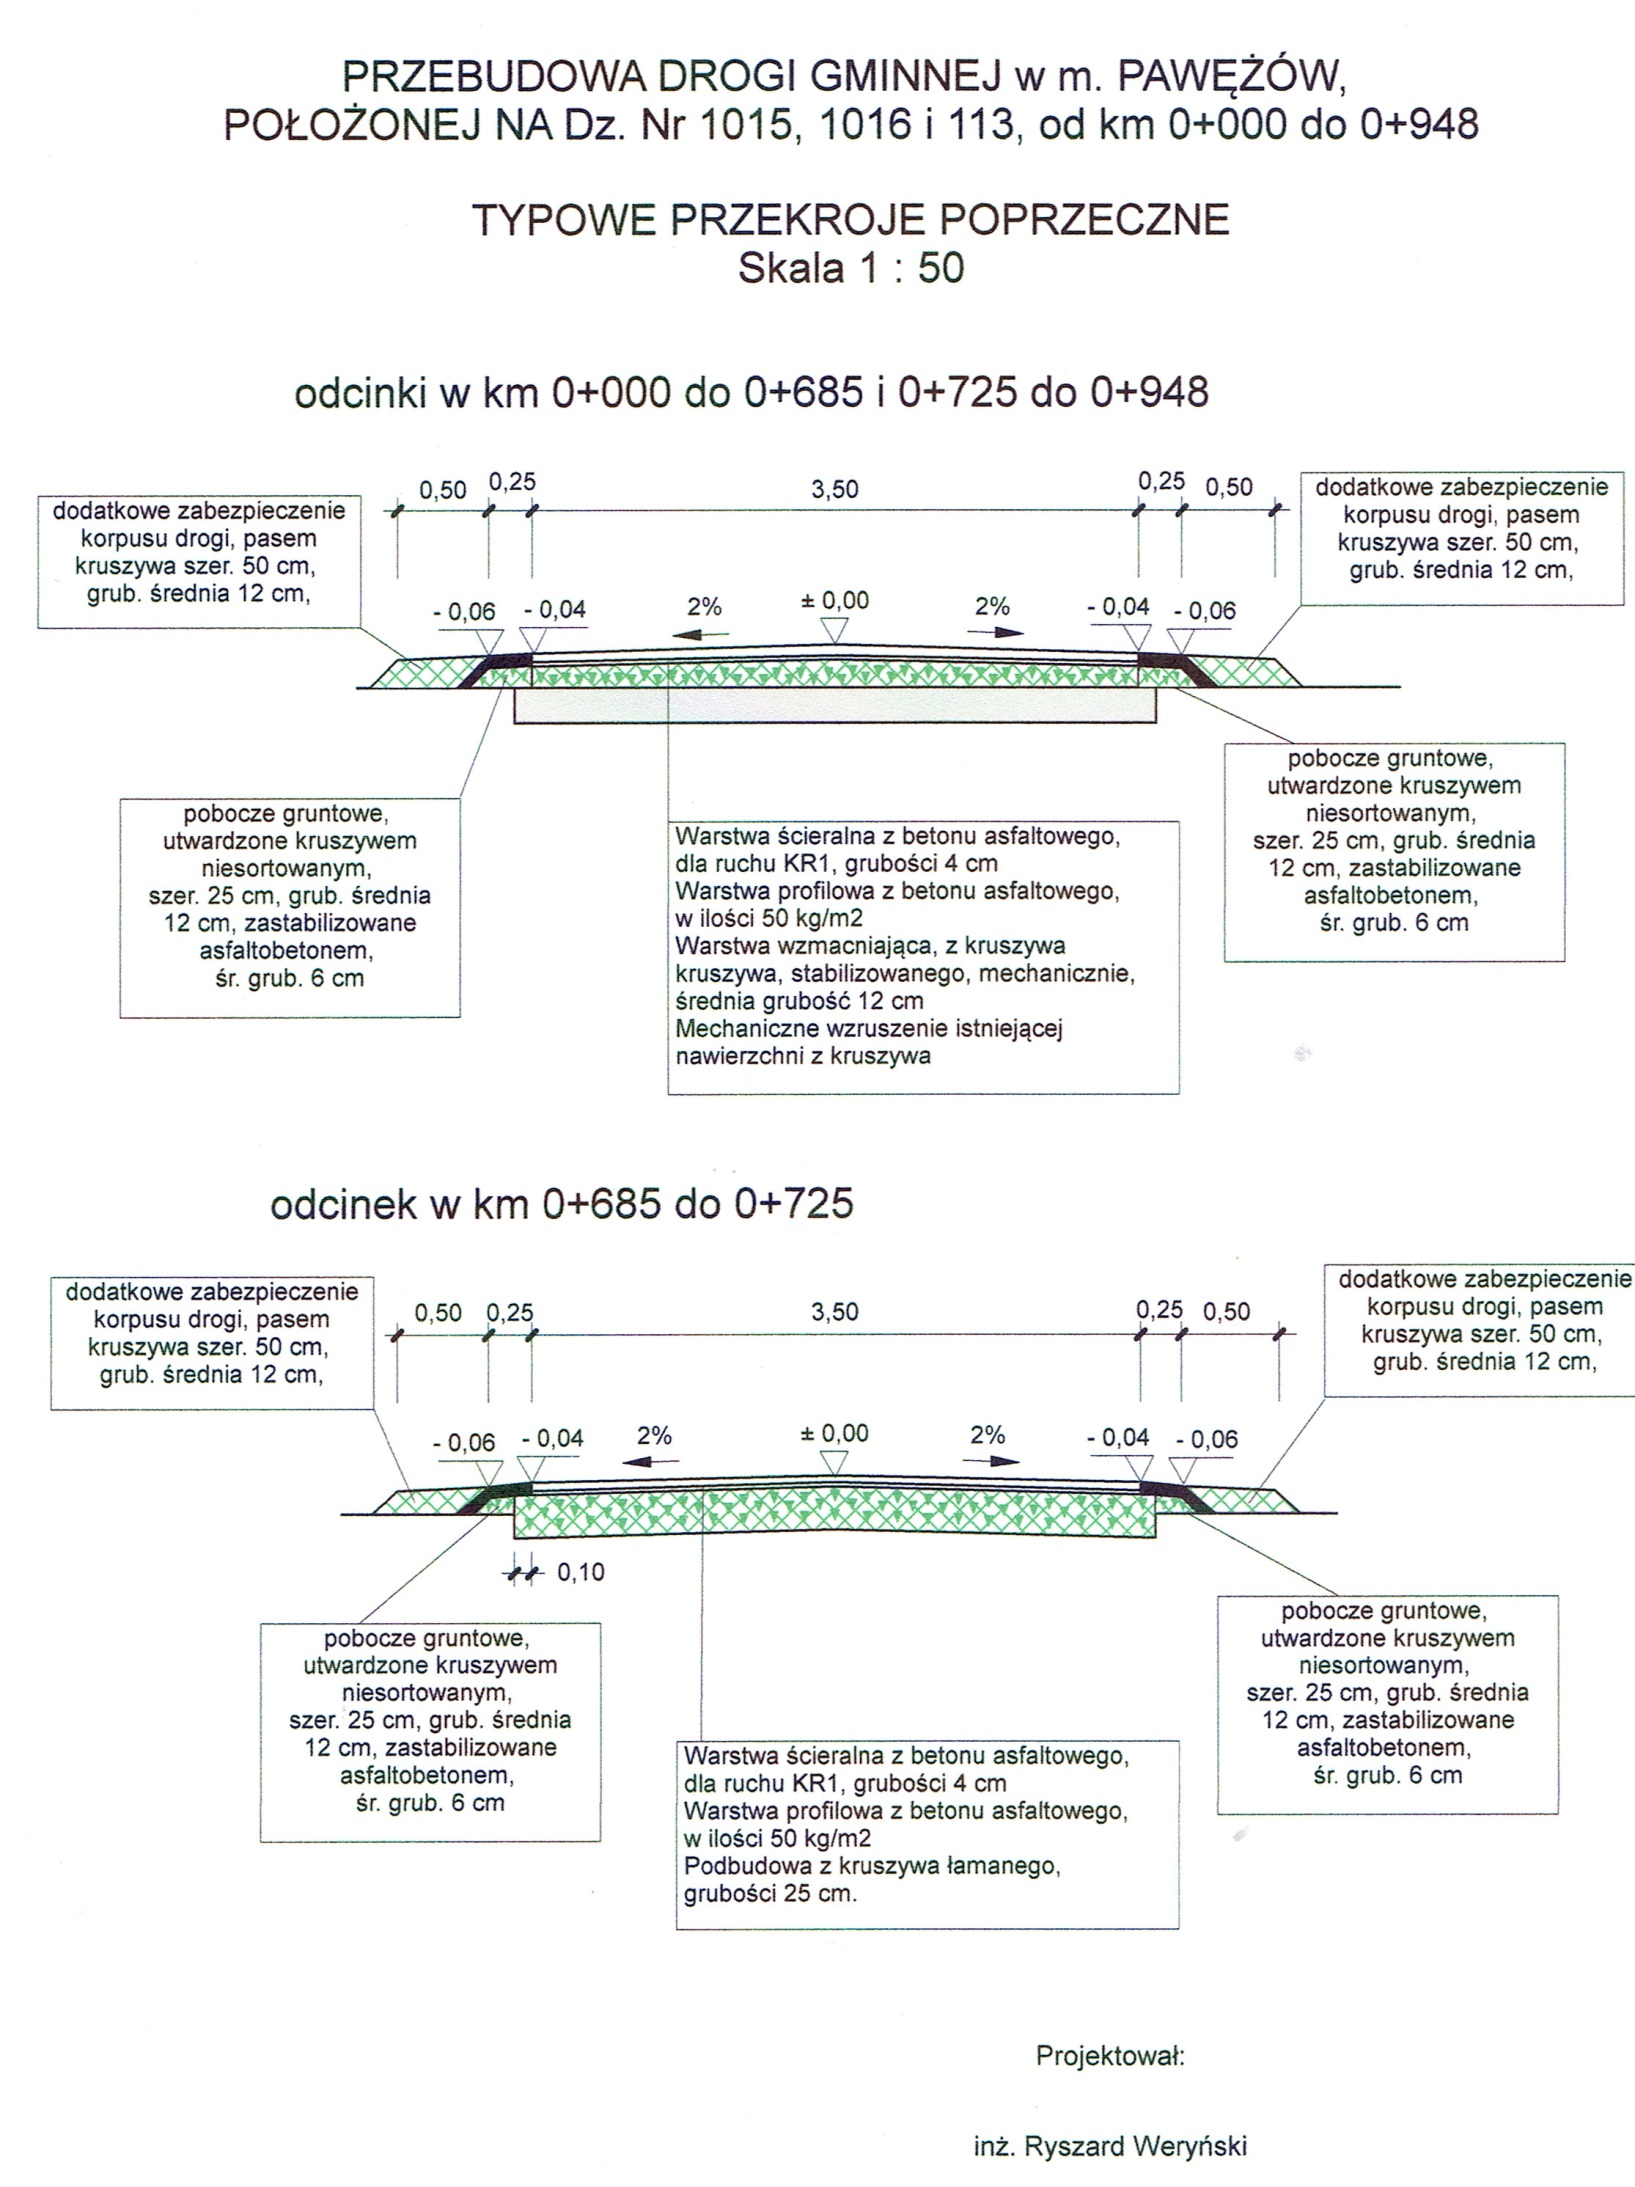 PRZEBUDOWA DROGI GMINNEJ w m. PAWĘŻÓW,
POŁOŻONEJ NA Dz. Nr 1015, 1016 i 113, od km 0+000 do 0+948
TYPOWE PRZEKROJE POPRZECZNE
Skala 1 : 50
odcinki w km 0+000 do 0+685 i 0+725 do 0+948
0,50 0,25 3,50 0,25 0,50
dodatkowe zabezpieczenie
korpusu drogi, pasem
kruszywa szer. 50 cm,
grub. średnia 12 cm,
dodatkowe zabezpieczenie
korpusu drogi, pasem
kruszywa szer. 50 cm,
grub. średnia 12 cm,
- 0,06 - 0,04 2% ± 0,00 2% - 0,04 - 0,06
pobocze gruntowe,
utwardzone kruszywem
niesortowanym,
szer. 25 cm, grub. średnia
12 cm, zastabilizowane
asfaltobetonem,
śr. grub. 6 cm
Warstwa ścieralna z betonu asfaltowego,
dla ruchu KR1, grubości 4 cm
Warstwa profilowa z betonu asfaltowego,
w ilości 50 kg/m2
Warstwa wzmacniająca, z kruszywa
kruszywa, stabilizowanego, mechanicznie,
średnia grubość 12 cm
Mechaniczne wzruszenie istniejącej
nawierzchni z kruszywa
pobocze gruntowe,
utwardzone kruszywem
niesortowanym,
szer. 25 cm, grub. średnia
12 cm, zastabilizowane
asfaltobetonem,
śr. grub. 6 cm
odcinek w km 0+685 do 0+725
dodatkowe zabezpieczenie
korpusu drogi, pasem
kruszywa szer. 50 cm,
grub. średnia 12 cm,
0,50 0,25 3,50 0,25 0,50
dodatkowe zabezpieczenie
korpusu drogi, pasem
kruszywa szer. 50 cm,
grub. średnia 12 cm,
- 0,06 - 0,04 2% ± 0,00 2% - 0,04 - 0,06
0,10
pobocze gruntowe,
utwardzone kruszywem
niesortowanym,
szer. 25 cm, grub. średnia
12 cm, zastabilizowane
asfaltobetonem,
śr. grub. 6 cm
Warstwa ścieralna z betonu asfaltowego,
dla ruchu KR1, grubości 4 cm
Warstwa profilowa z betonu asfaltowego,
w ilości 50 kg/m2
Podbudowa z kruszywa łamanego,
grubości 25 cm.
pobocze gruntowe,
utwardzone kruszywem
niesortowanym,
szer. 25 cm, grub. średnia
12 cm, zastabilizowane
asfaltobetonem,
śr. grub. 6 cm
Projektował:
inż. Ryszard Weryński